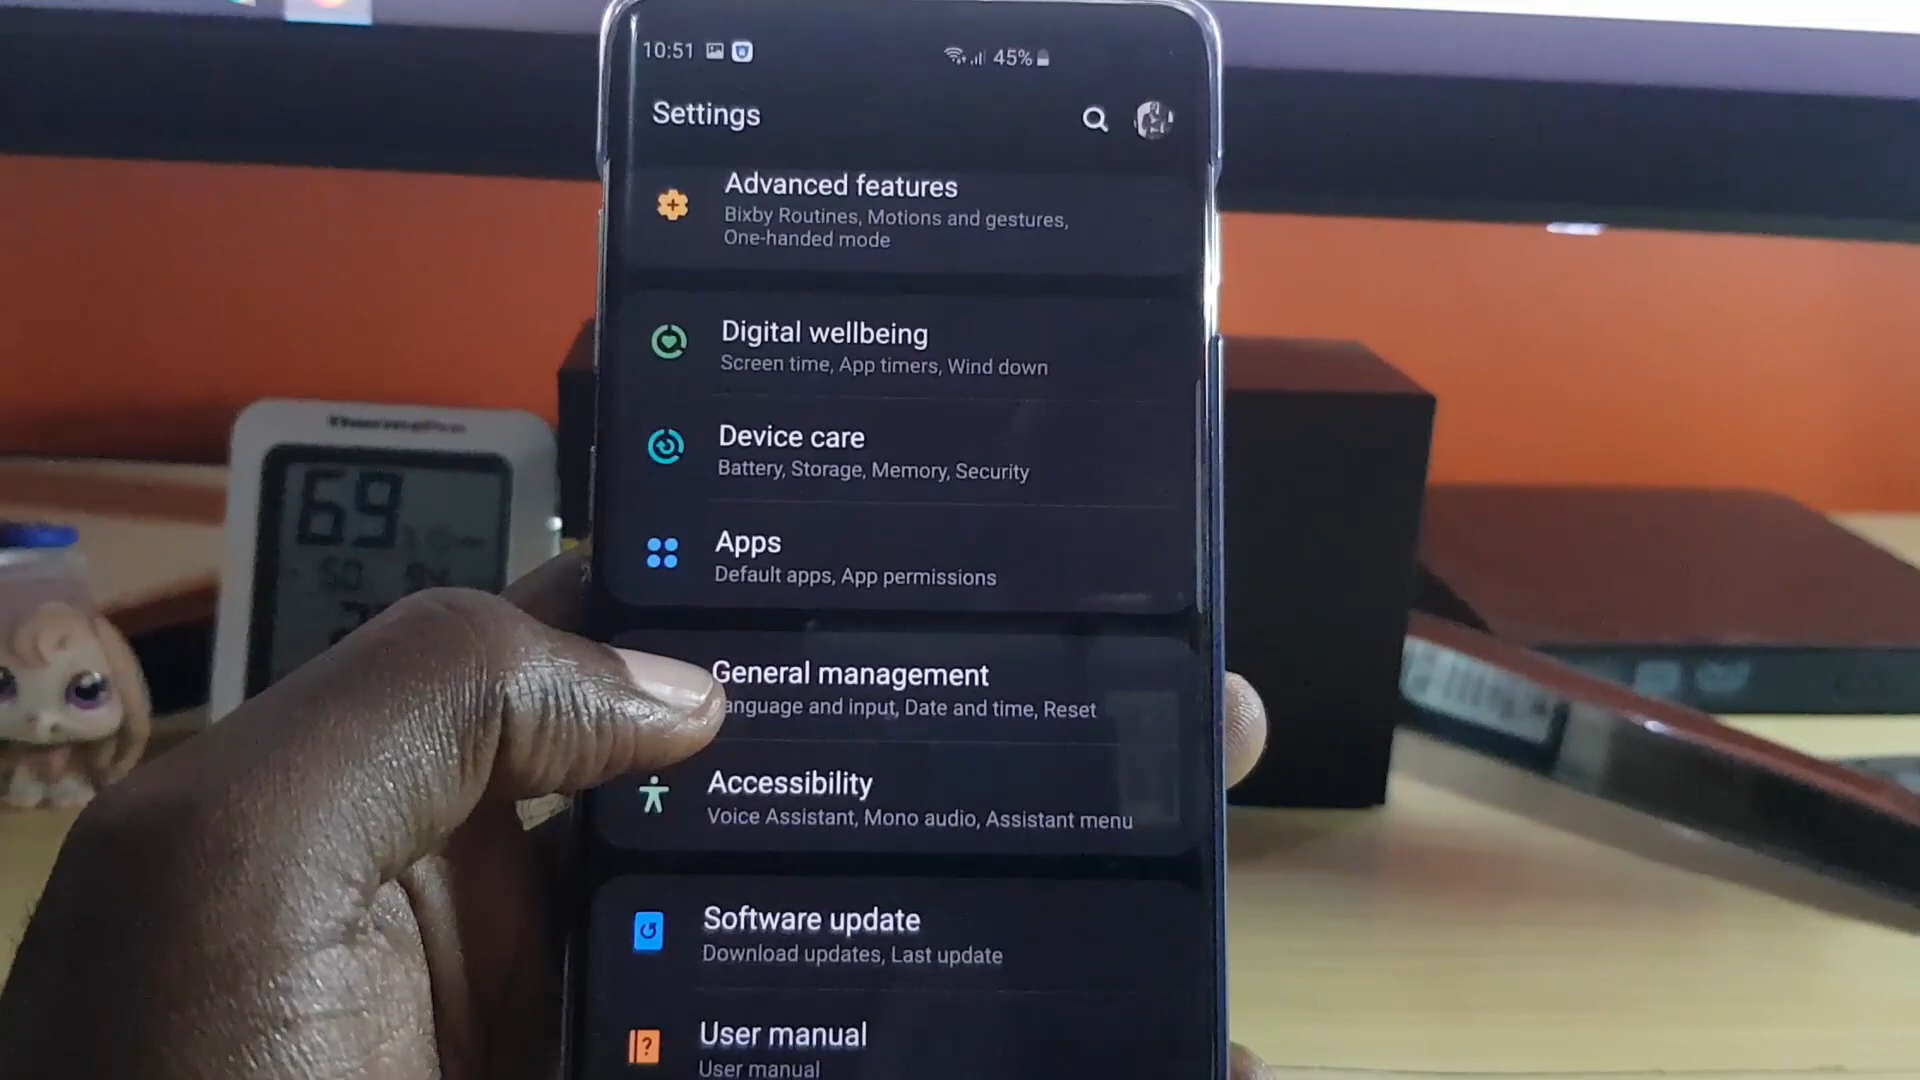 10:51
45%
Settings
Advanced features
Bixby Routines, Motions and gestures,
One-handed mode
Digital wellbeing
Screen time, App timers, Wind down
Device care
Battery, Storage, Memory, Security
Apps
Default apps, App permissions
General management
anguage and input, Date and time, Reset
Accessibility
Voice Assistant, Mono audio, Assistant menu
Software update
Download updates, Last update
User manual
User manual
69